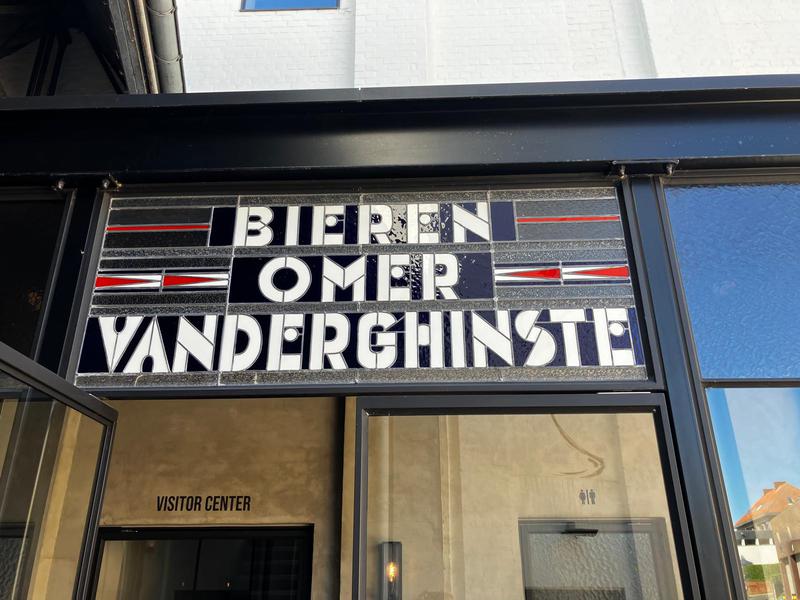 BIEREN
OMER
VANDERGHINSTE
VISITOR CENTER